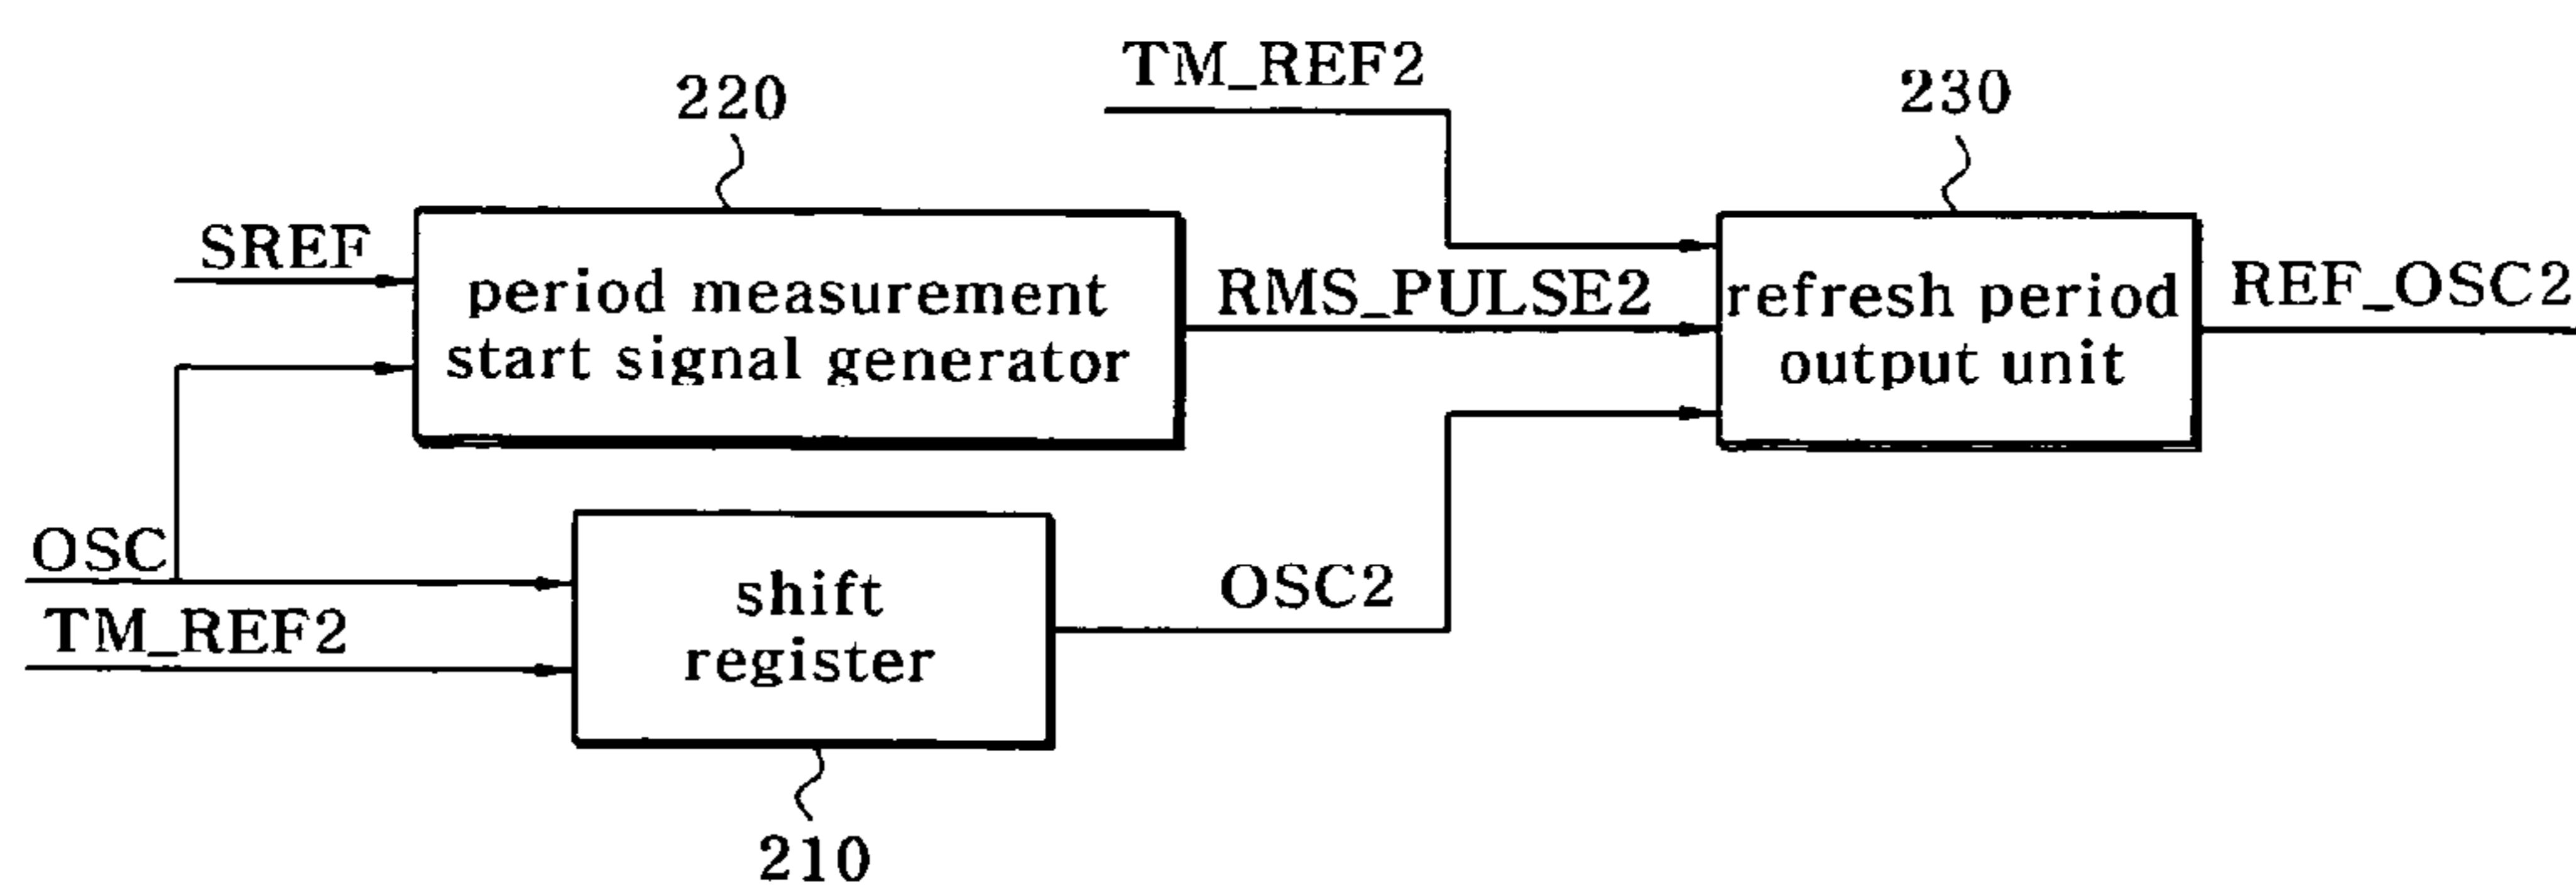 TM_REF2
220
230
SREF
period measurement
start signal generator
RMS_PULSE2
refresh period
output unit
REF_OSC2
OSC
TM_REF2
shift
register
OSC2
210